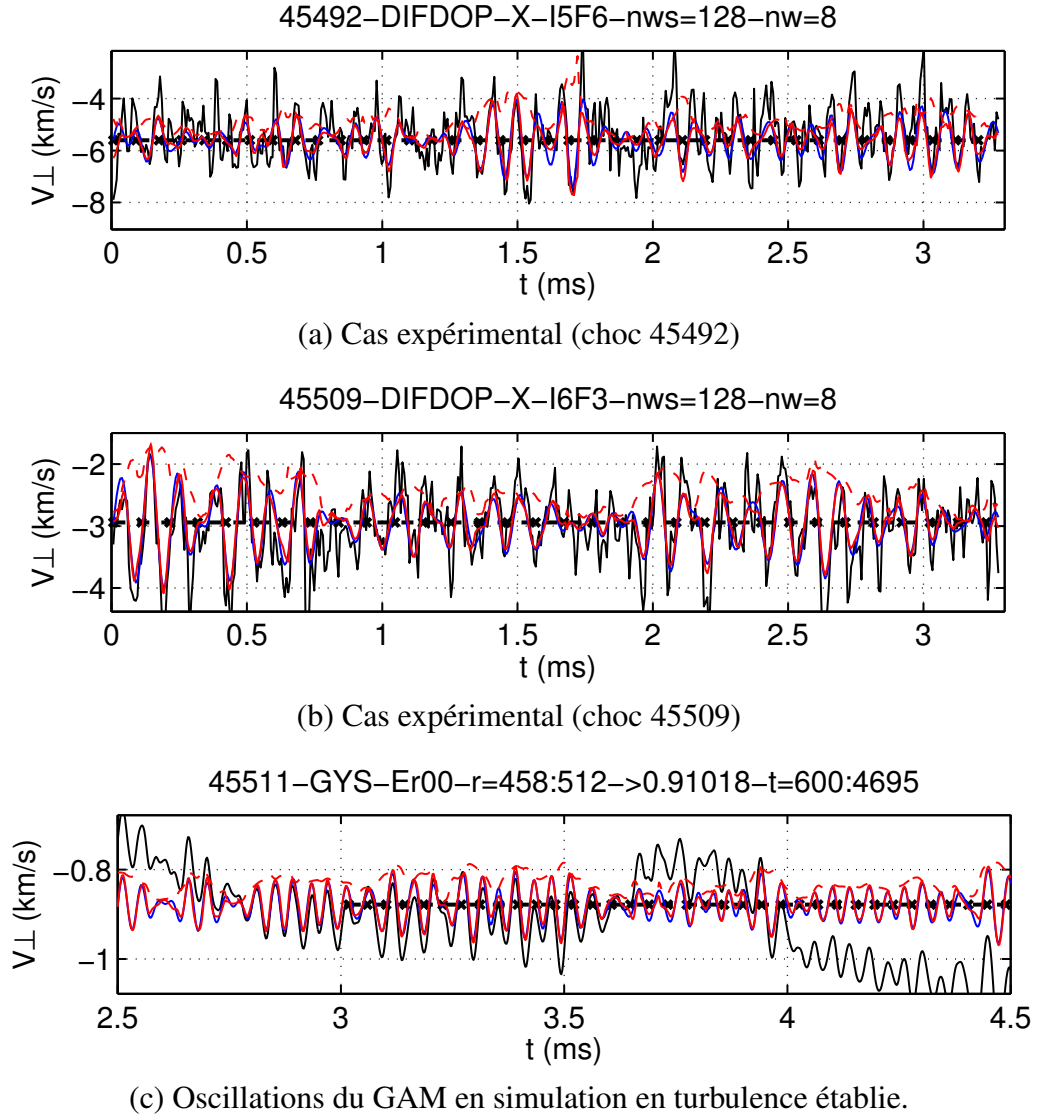 45492−DIFDOP−X−I5F6−nws=128−nw=8
−4
−6
−8
V⊥ (km/s)
0 0.5 1 1.5 2 2.5 3
t (ms)
(a) Cas expérimental (choc 45492)
45509−DIFDOP−X−I6F3−nws=128−nw=8
−2
−3
−4
V⊥ (km/s)
0 0.5 1 1.5 2 2.5 3
t (ms)
(b) Cas expérimental (choc 45509)
45511−GYS−Er00−r=458:512−>0.91018−t=600:4695
−0.8
−1
V⊥ (km/s)
2.5 3 3.5 4 4.5
t (ms)
(c) Oscillations du GAM en simulation en turbulence établie.